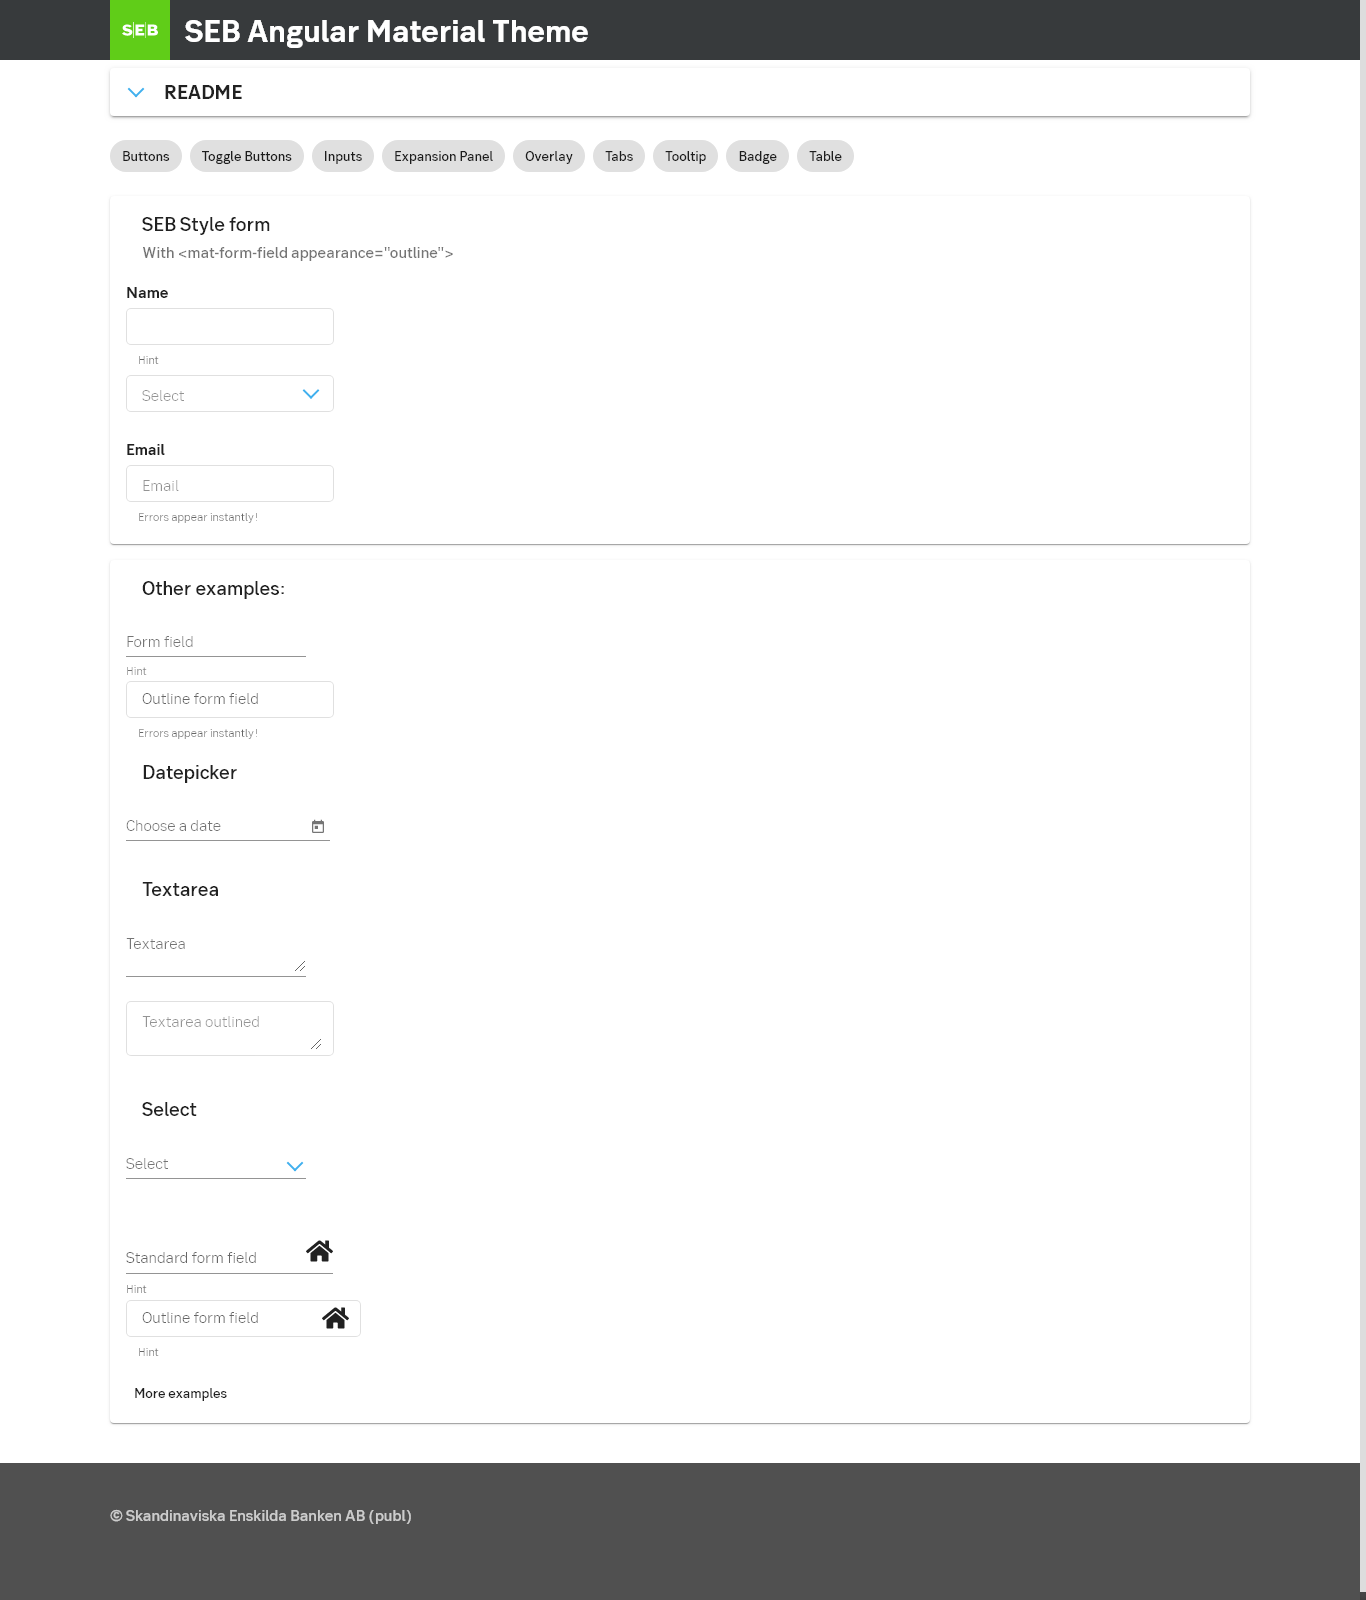 SEB SEB Angular Material Theme
README
Buttons Toggle Buttons Inputs Expansion Panel Overlay Tabs Tooltip Badge Table
SEB Style form
With <mat-form-field appearance="outline">
Name
Hint
Select
Email
Email
Errors appear instantly!
Other examples:
Form field
Hint
Outline form field
Errors appear instantly!
Datepicker
Choose a date
Textarea
Textarea
Textarea outlined
Select
Select
Standard form field
Hint
Outline form field
Hint
More examples
© Skandinaviska Enskilda Banken AB (publ)